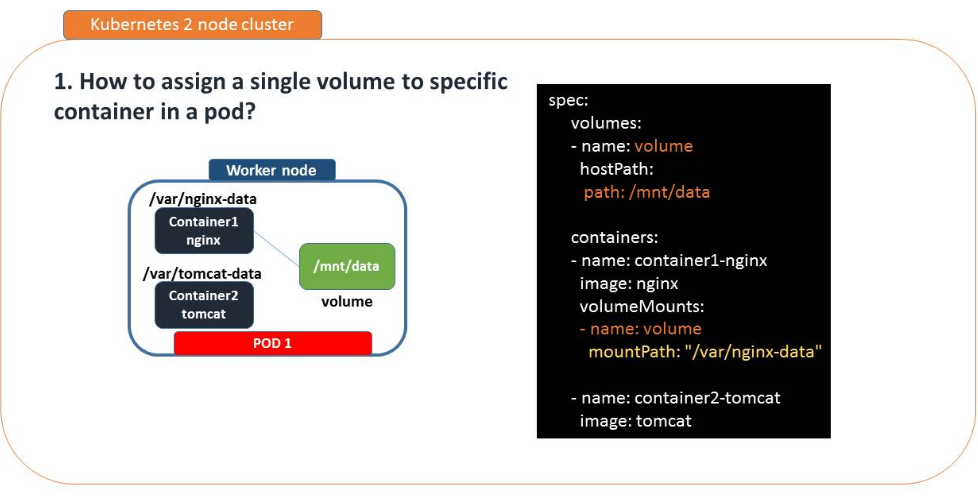 Kubernetes 2 node cluster
1. How to assign a single volume to specific
container in a pod?
Worker node
/var/nginx-data
Container1
nginx
/mnt/data
volume
/var/tomcat-data
Container2
tomcat
POD 1
spec:
volumes:
- name: volume
hostPath:
path: /mnt/data
containers:
- name: container1-nginx
image: nginx
volumeMounts:
- name: volume
mountPath: "/var/nginx-data"
- name: container2-tomcat
image: tomcat